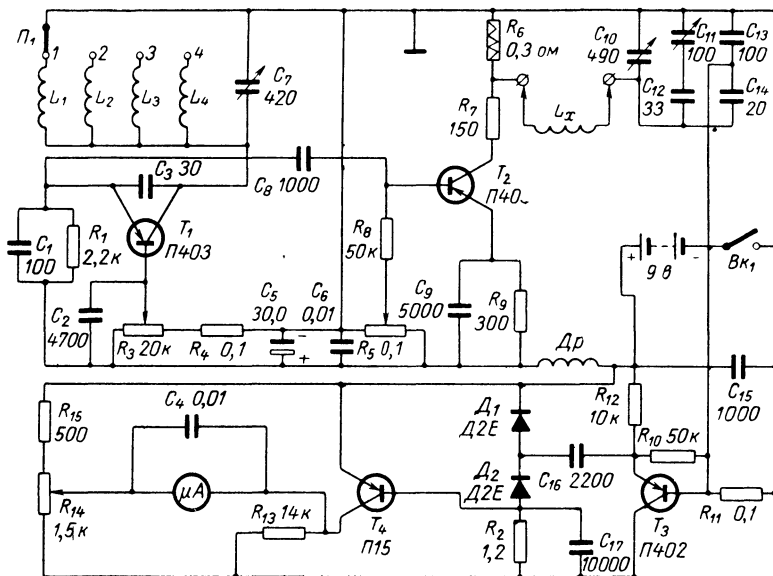 П₁
1 2 3 4
L₁ L₂ L₃ L₄
C₇
420
R₆
0,3 ом
C₁₀
490
C₁₁
100
C₁₃
100
C₁₂
33
C₁₄
20
Lₓ
R₇
150
C₃ 30
C₈ 1000
T₁
П403
T₂
R₈
50к
C₁
100
R₁
2,2к
C₂
4700
R₃ 20к
R₄ 0,1
C₅
30,0
C₆
0,01
- +
R₅ 0,1
C₉
5000
R₉
300
+ -
9 в
Вк₁
Др
C₁₅
1000
R₁₂
10к
R₁₅
500
C₄ 0,01
Д1
Д2Е
R₁₀ 50к
Д2
Д2Е
C₁₆ 2200
R₁₄
1,5к
μА
R₁₃ 14к
T₄
П15
R₂
1,2
C₁₇
10000
T₃
П402
R₁₁ 0,1